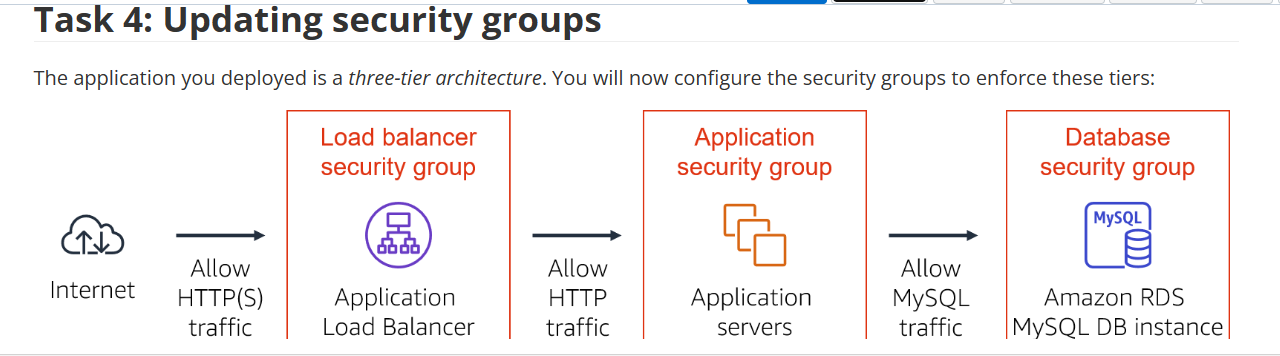 Task 4: Updating security groups
The application you deployed is a three-tier architecture. You will now configure the security groups to enforce these tiers:
Internet
Allow
HTTP(S)
traffic
Load balancer
security group
Application
Load Balancer
Allow
HTTP
traffic
Application
security group
Application
servers
Allow
MySQL
traffic
Database
security group
MySQL
Amazon RDS
MySQL DB instance